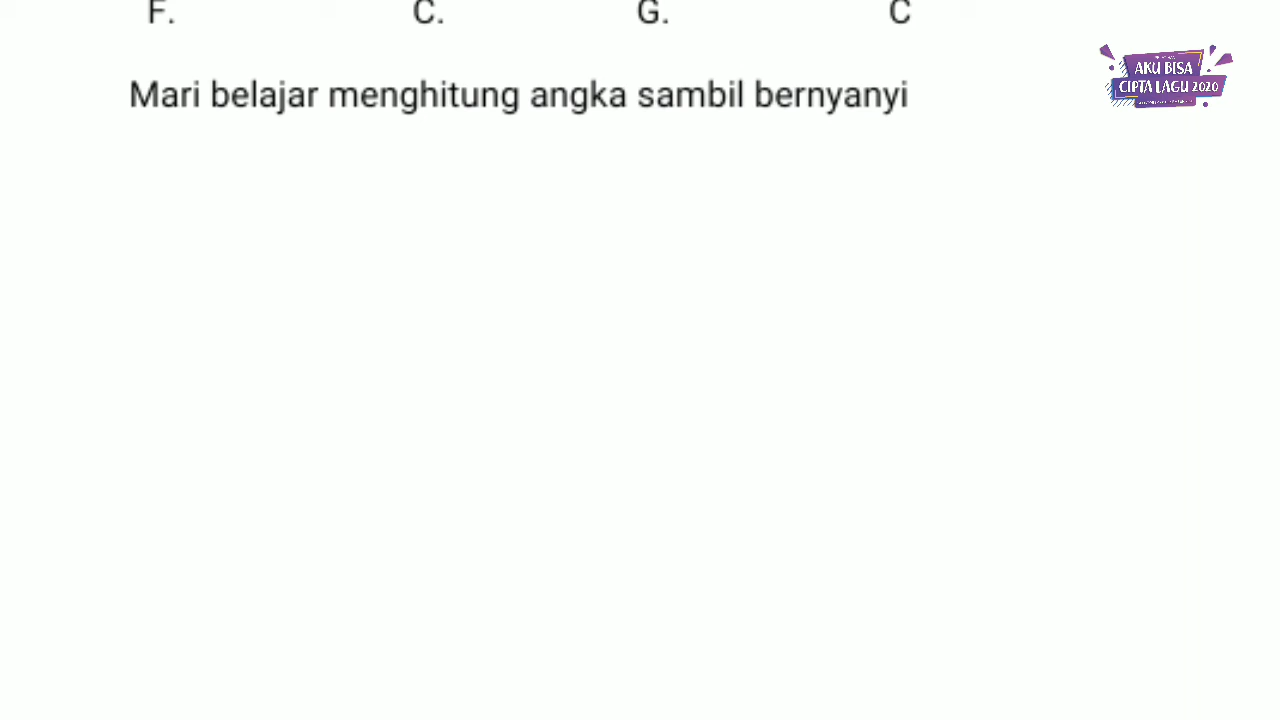 F. C. G. C
Mari belajar menghitung angka sambil bernyanyi
AKU BISA
CIPTA LAGU 2020